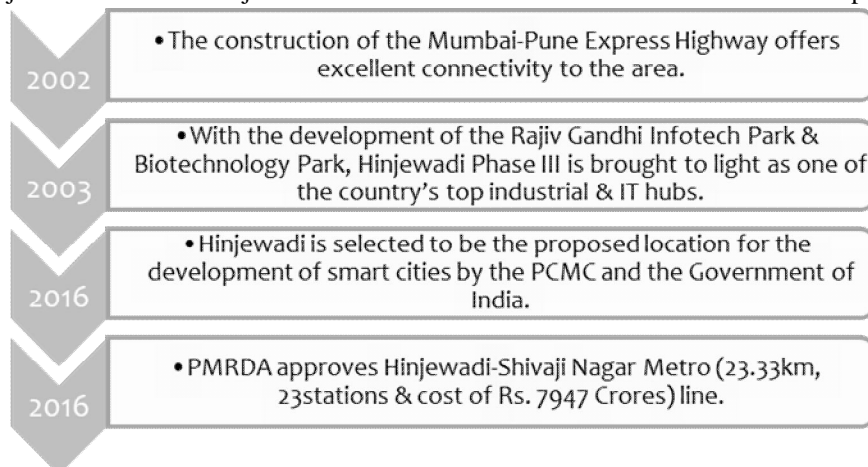 2002
•The construction of the Mumbai-Pune Express Highway offers
excellent connectivity to the area.
2003
•With the development of the Rajiv Gandhi Infotech Park &
Biotechnology Park, Hinjewadi Phase III is brought to light as one of
the country's top industrial & IT hubs.
2016
•Hinjewadi is selected to be the proposed location for the
development of smart cities by the PCMC and the Government of
India.
2016
•PMRDA approves Hinjewadi-Shivaji Nagar Metro (23.33km,
23stations & cost of Rs. 7947 Crores) line.